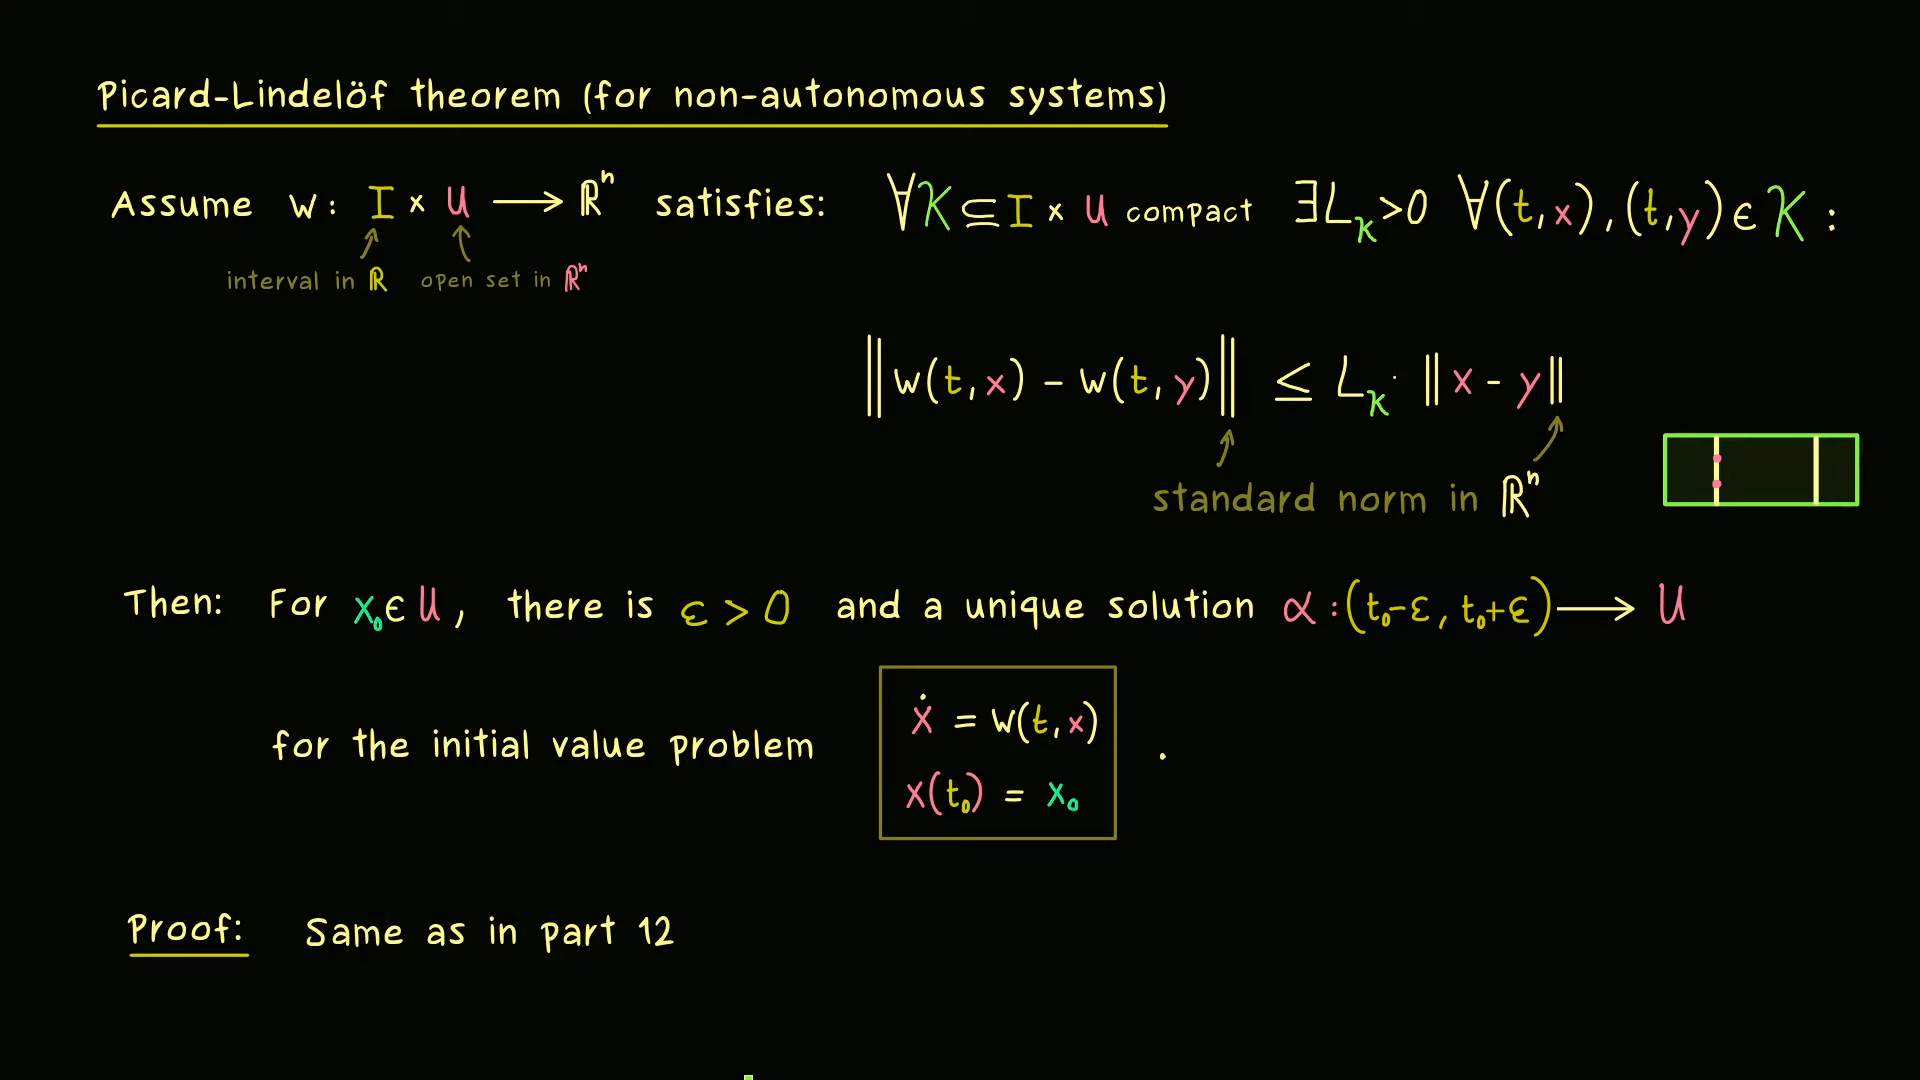 Picard-Lindelöf theorem (for non-autonomous systems)
Assume w: I × U ⟶ ℝⁿ satisfies: ∀K ⊆ I × U compact ∃L_K>0 ∀(t,x),(t,y)∈K:
interval in ℝ open set in ℝⁿ
‖w(t,x) - w(t,y)‖ ≤ L_K · ‖x - y‖
standard norm in ℝⁿ
Then: For x₀∈U, there is ε > 0 and a unique solution α:(t₀-ε, t₀+ε)⟶ U
for the initial value problem ẋ = w(t,x)
x(t₀) = x₀ .
Proof: Same as in part 12